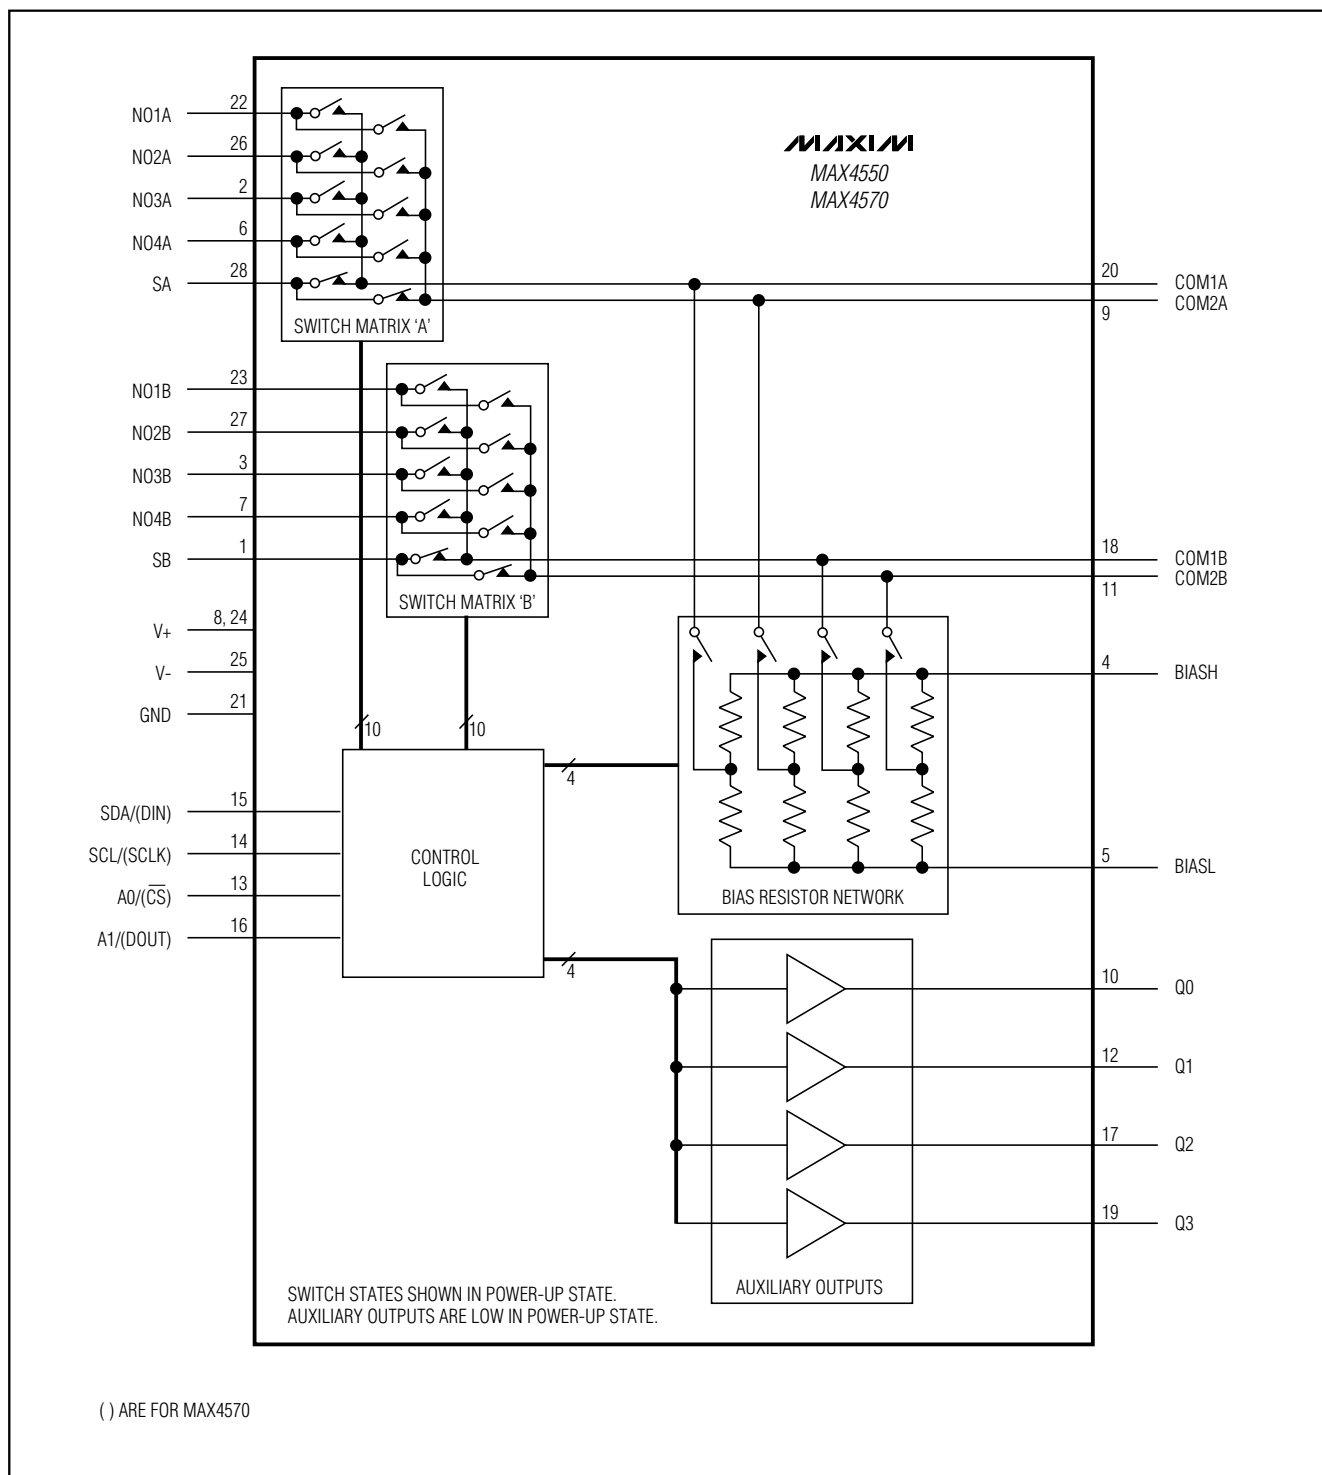 MAXIM
MAX4550
MAX4570
NO1A 22
NO2A 26
NO3A 2
NO4A 6
SA 28
SWITCH MATRIX ‘A’
20 COM1A
COM2A
9
NO1B 23
NO2B 27
NO3B 3
NO4B 7
SB 1
SWITCH MATRIX ‘B’
18 COM1B
COM2B
11
V+ 8, 24
V- 25
GND 21
10
10
4 BIASH
4
5 BIASL
BIAS RESISTOR NETWORK
SDA/(DIN) 15
SCL/(SCLK) 14
A0/(C̅S̅) 13
A1/(DOUT) 16
CONTROL
LOGIC
4
10 Q0
12 Q1
17 Q2
19 Q3
AUXILIARY OUTPUTS
SWITCH STATES SHOWN IN POWER-UP STATE.
AUXILIARY OUTPUTS ARE LOW IN POWER-UP STATE.
( ) ARE FOR MAX4570